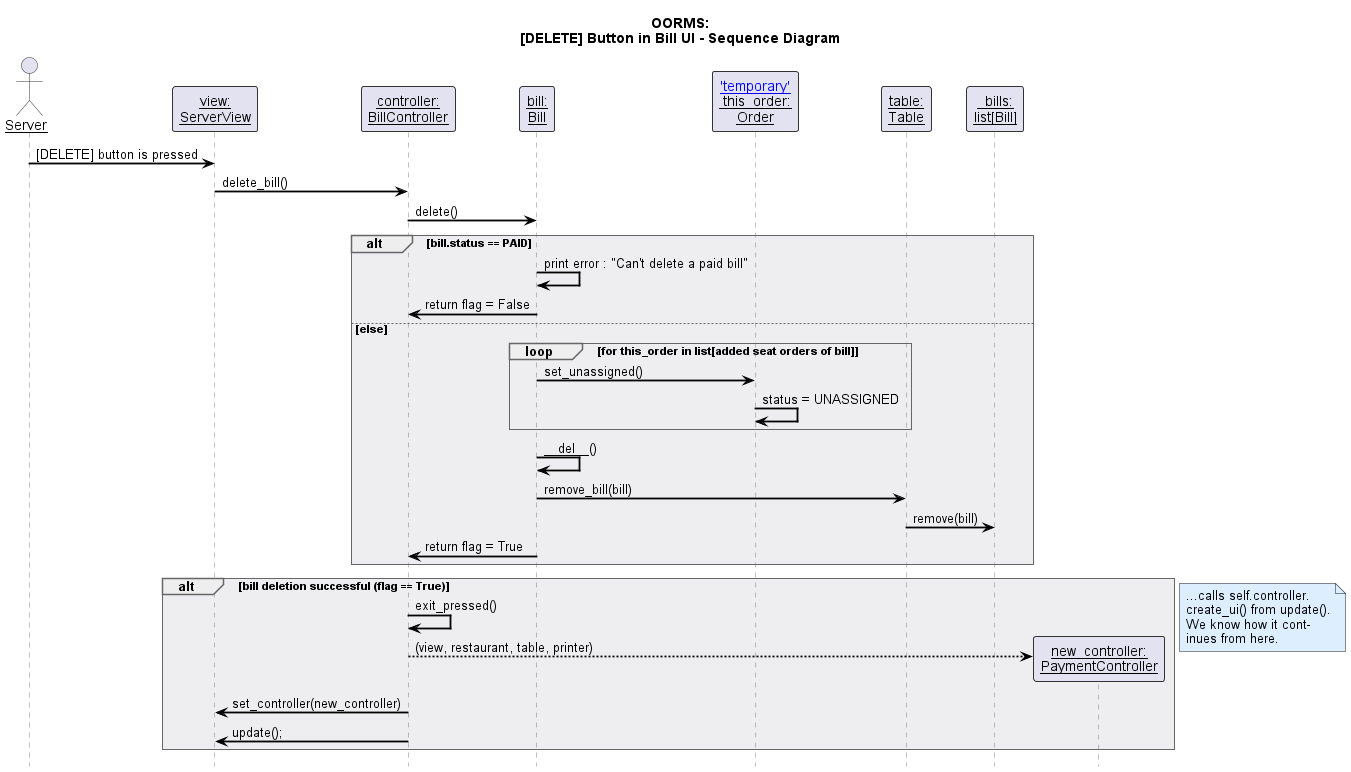 OORMS:
[DELETE] Button in Bill UI - Sequence Diagram
Server
view:
ServerView
controller:
BillController
bill:
Bill
'temporary'
this_order:
Order
table:
Table
_bills:
list[Bill]
[DELETE] button is pressed
delete_bill()
delete()
alt
[bill.status == PAID]
print error : "Can't delete a paid bill"
return flag = False
[else]
loop
[for this_order in list[added seat orders of bill]]
set_unassigned()
status = UNASSIGNED
__del__()
remove_bill(bill)
remove(bill)
return flag = True
alt
[bill deletion successful (flag == True)]
exit_pressed()
(view, restaurant, table, printer)
new_controller:
PaymentController
...calls self.controller.
create_ui() from update().
We know how it cont-
inues from here.
set_controller(new_controller)
update();